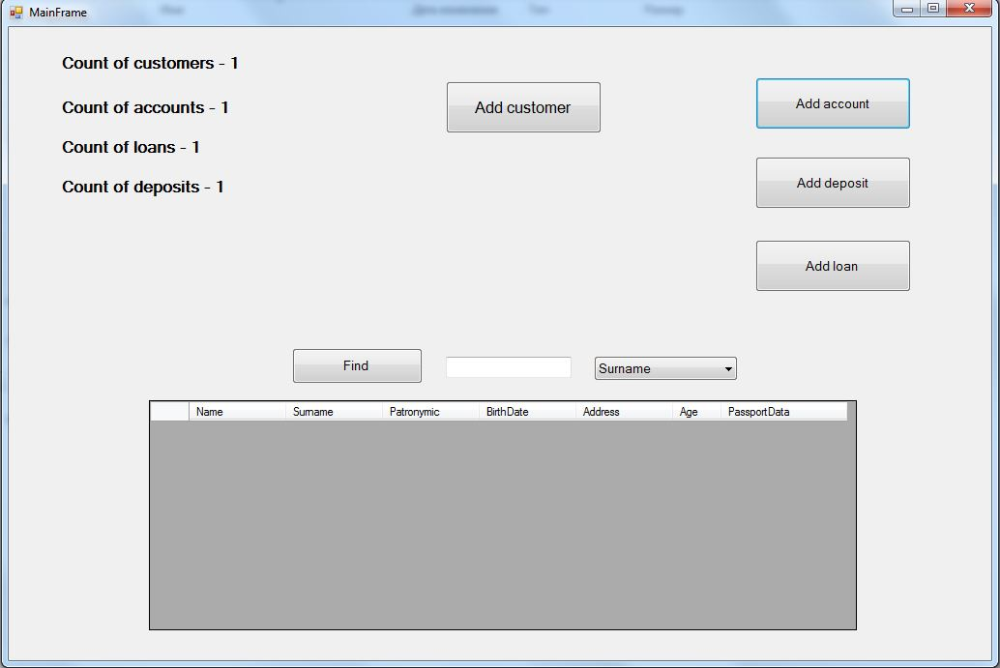 MainFrame
Count of customers - 1
Count of accounts - 1
Count of loans - 1
Count of deposits - 1
Add customer
Add account
Add deposit
Add loan
Find
Surname
Name Surname Patronymic BirthDate Address Age PassportData